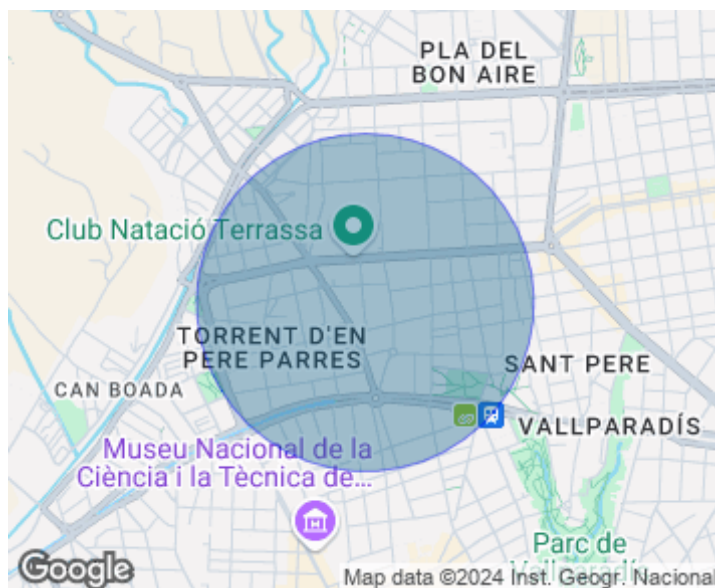 PLA DEL
BON AIRE
Club Natació Terrassa
TORRENT D'EN
PERE PARRES
SANT PERE
CAN BOADA
VALLPARADÍS
Museu Nacional de la
Ciència i la Tècnica de...
Parc de
Vallparadís
Google
Map data ©2024 Inst. Geogr. Nacional